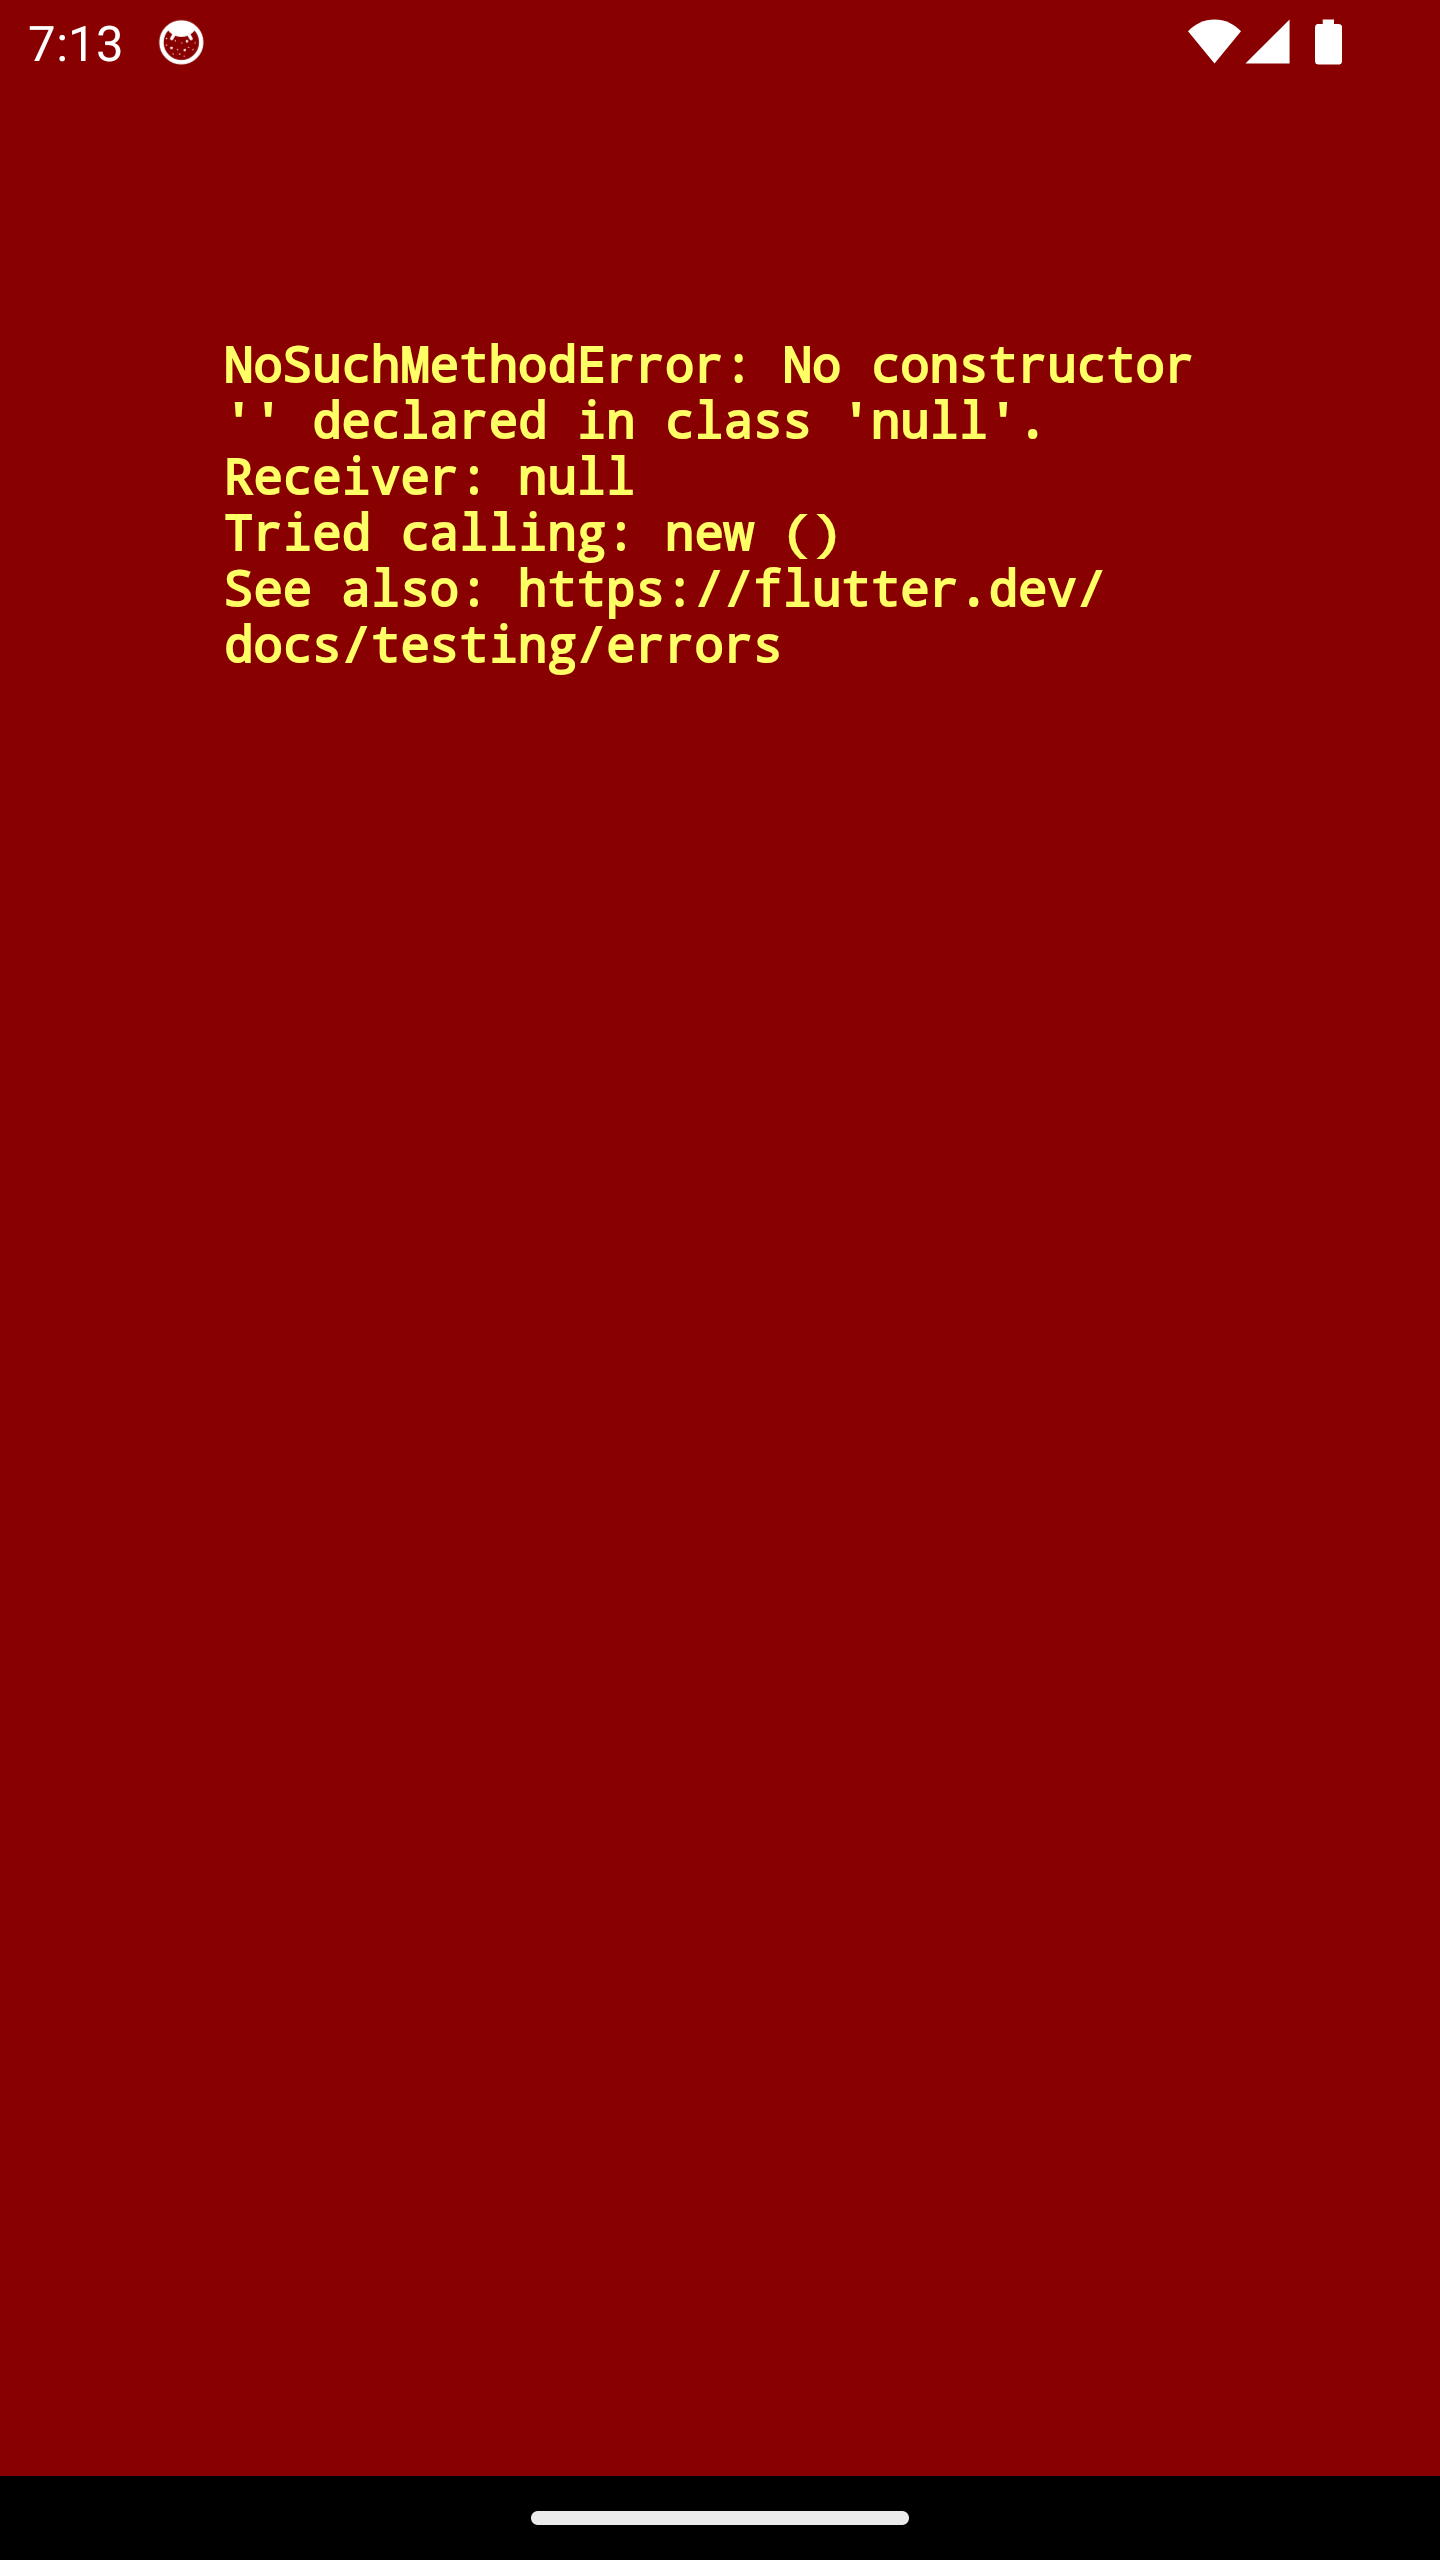 7:13
NoSuchMethodError: No constructor
'' declared in class 'null'.
Receiver: null
Tried calling: new ()
See also: https://flutter.dev/
docs/testing/errors